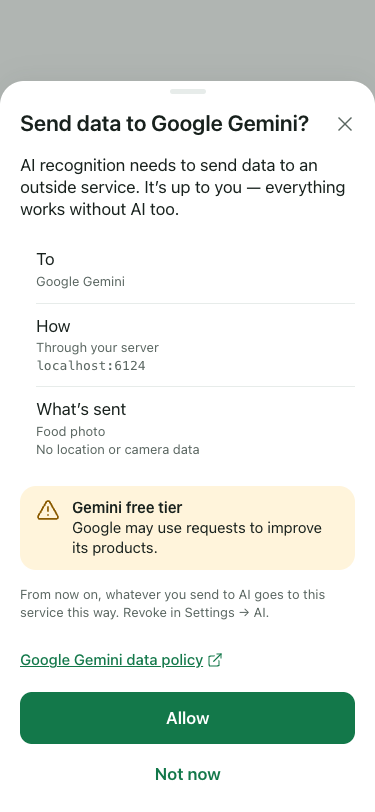 Send data to Google Gemini?
AI recognition needs to send data to an
outside service. It’s up to you — everything
works without AI too.
To
Google Gemini
How
Through your server
localhost:6124
What’s sent
Food photo
No location or camera data
Gemini free tier
Google may use requests to improve
its products.
From now on, whatever you send to AI goes to this
service this way. Revoke in Settings → AI.
Google Gemini data policy
Allow
Not now